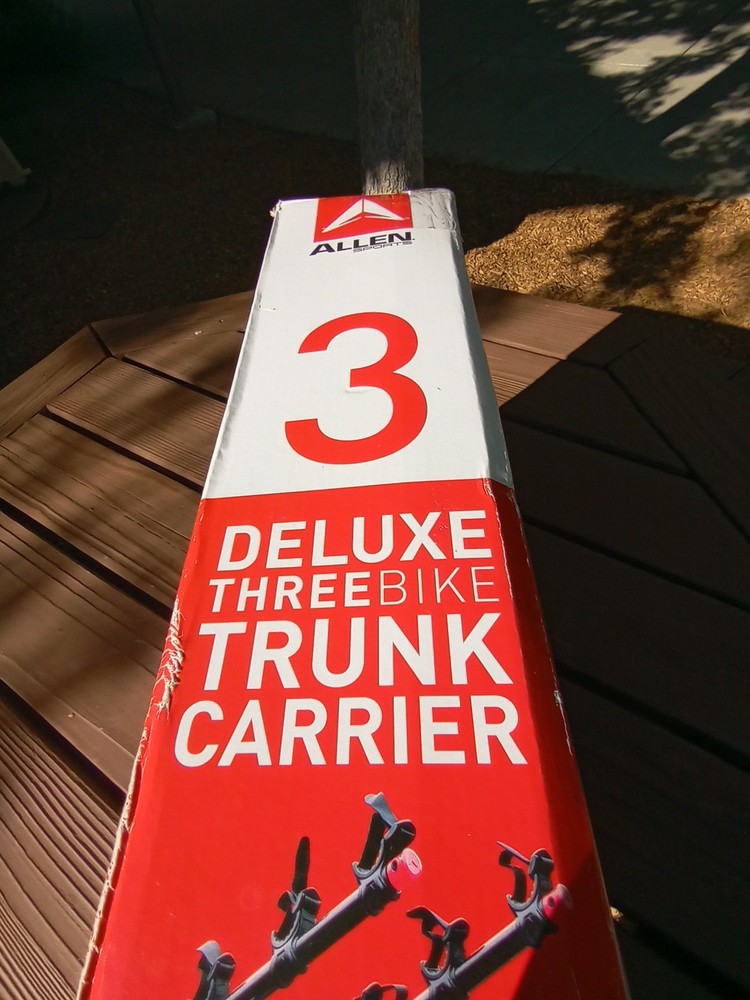 ALLEN
SPORTS
3
DELUXE
THREEBIKE
TRUNK
CARRIER